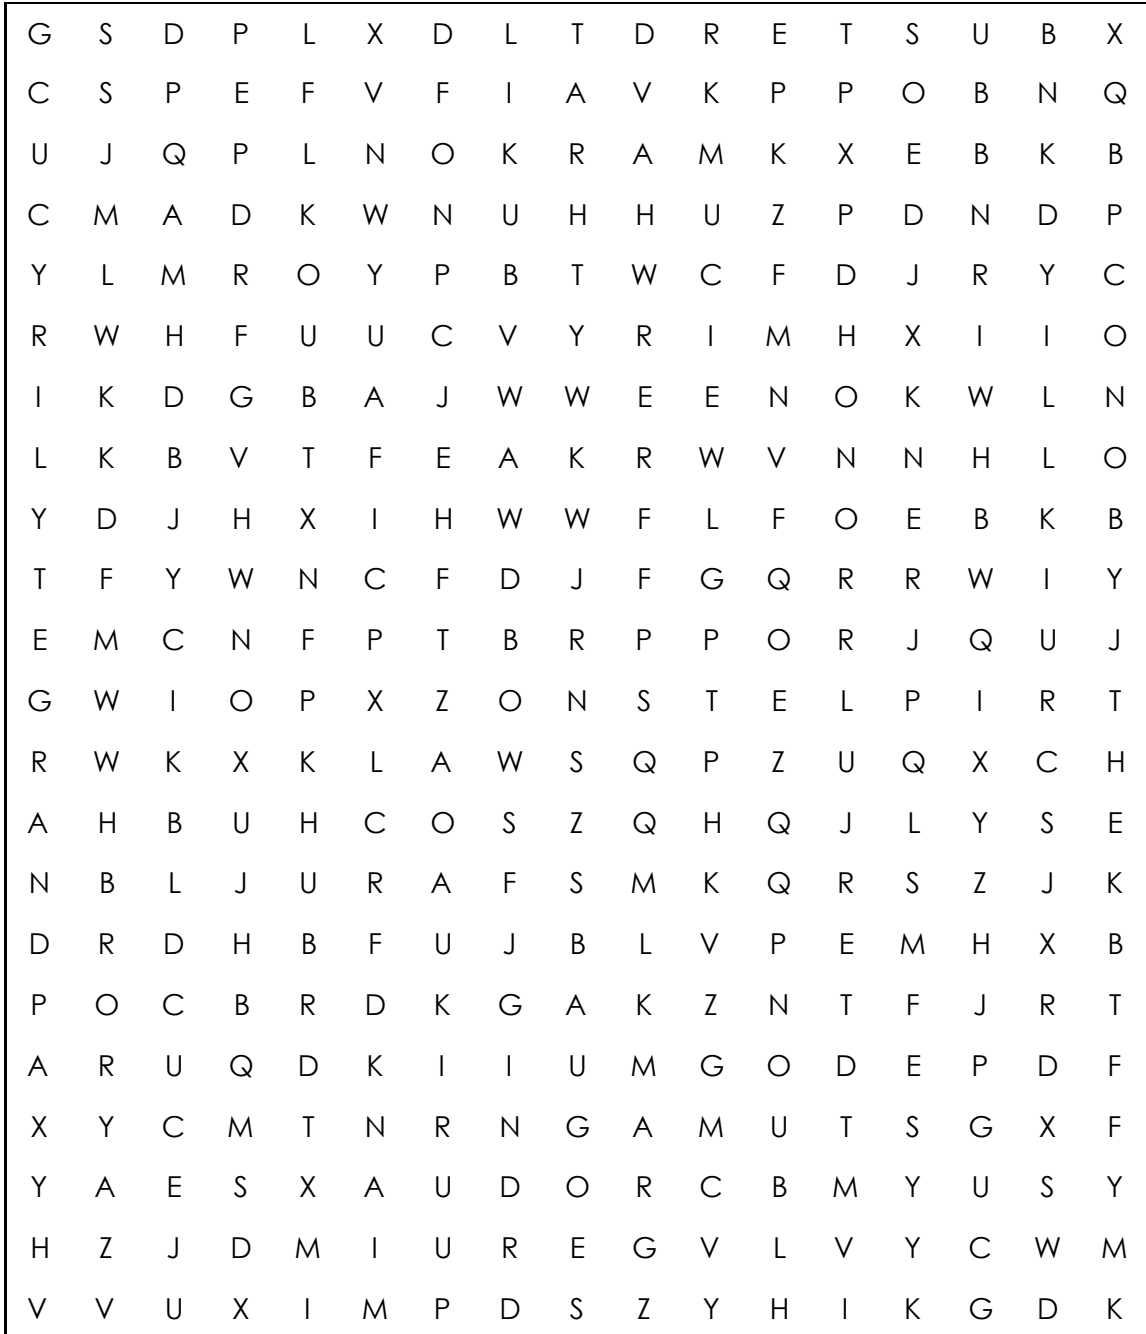 G S D P L X D L T D R E T S U B X
C S P E F V F I A V K P P O B N Q
U J Q P L N O K R A M K X E B K B
C M A D K W N U H H U Z P D N D P
Y L M R O Y P B T W C F D J R Y C
R W H F U U C V Y R I M H X I I O
I K D G B A J W W E E N O K W L N
L K B V T F E A K R W V N N H L O
Y D J H X I H W W F L F O E B K B
T F Y W N C F D J F G Q R R W I Y
E M C N F P T B R P P O R J Q U J
G W I O P X Z O N S T E L P I R T
R W K X K L A W S Q P Z U Q X C H
A H B U H C O S Z Q H Q J L Y S E
N B L J U R A F S M K Q R S Z J K
D R D H B F U J B L V P E M H X B
P O C B R D K G A K Z N T F J R T
A R U Q D K I I U M G O D E P D F
X Y C M T N R N G A M U T S G X F
Y A E S X A U D O R C B M Y U S Y
H Z J D M I U R E G V L V Y C W M
V V U X I M P D S Z Y H I K G D K